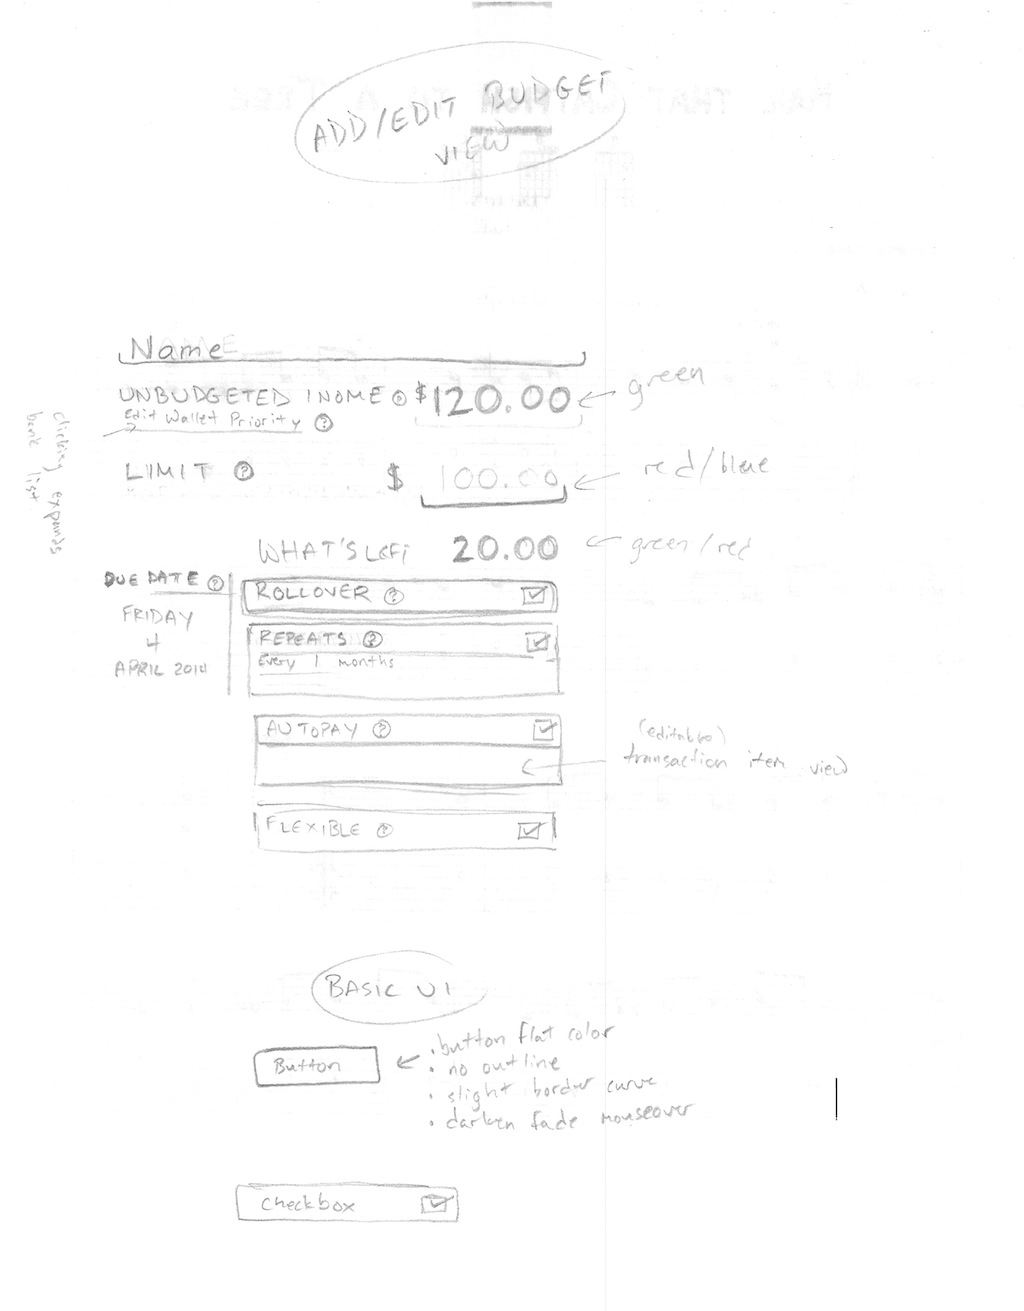 ADD/EDIT BUDGET
VIEW
Name
UNBUDGETED INOME ? $120.00
green
Edit Wallet Priority ?
clicking expands
bank list
LIMIT ? $ 100.00
red/blue
WHAT'S LEFT 20.00
green/red
DUE DATE ?
FRIDAY
4
APRIL 2014
ROLLOVER ?
REPEATS ?
Every 1 months
AUTOPAY ?
(editable)
transaction item view
FLEXIBLE ?
BASIC UI
Button
• button flat color
• no outline
• slight border curve
• darken fade mouseover
Checkbox